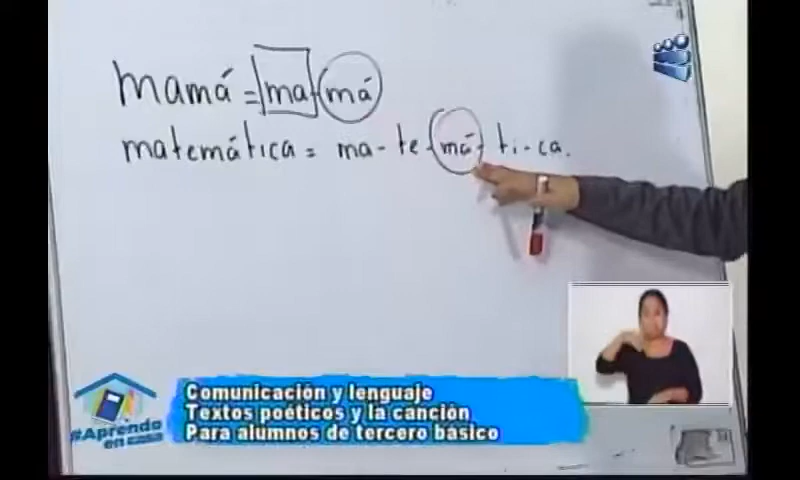 mamá = ma - má
matemática = ma - te - má - ti - ca.
Comunicación y lenguaje
Textos poéticos y la canción
Para alumnos de tercero básico
#Aprendo
en casa